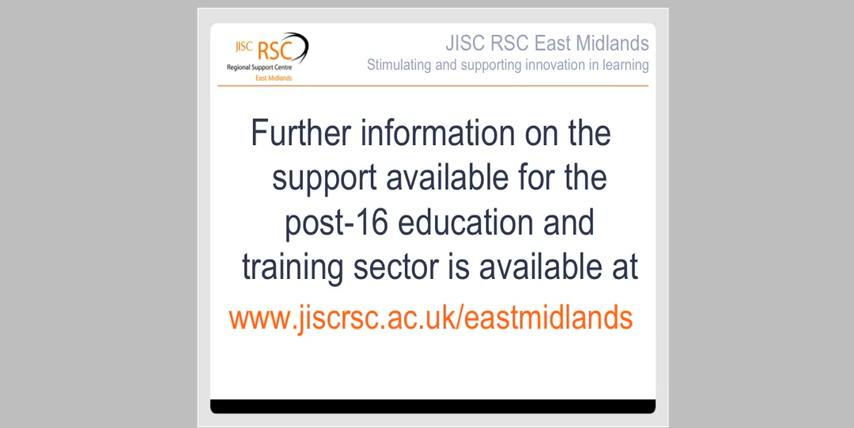 JISC RSC
Regional Support Centre
East Midlands
JISC RSC East Midlands
Stimulating and supporting innovation in learning
Further information on the
support available for the
post-16 education and
training sector is available at
www.jiscrsc.ac.uk/eastmidlands